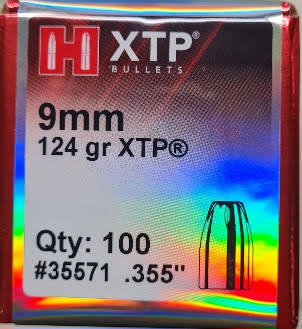 H XTP®
BULLETS
9mm
124 gr XTP®
Qty: 100
#35571 .355"